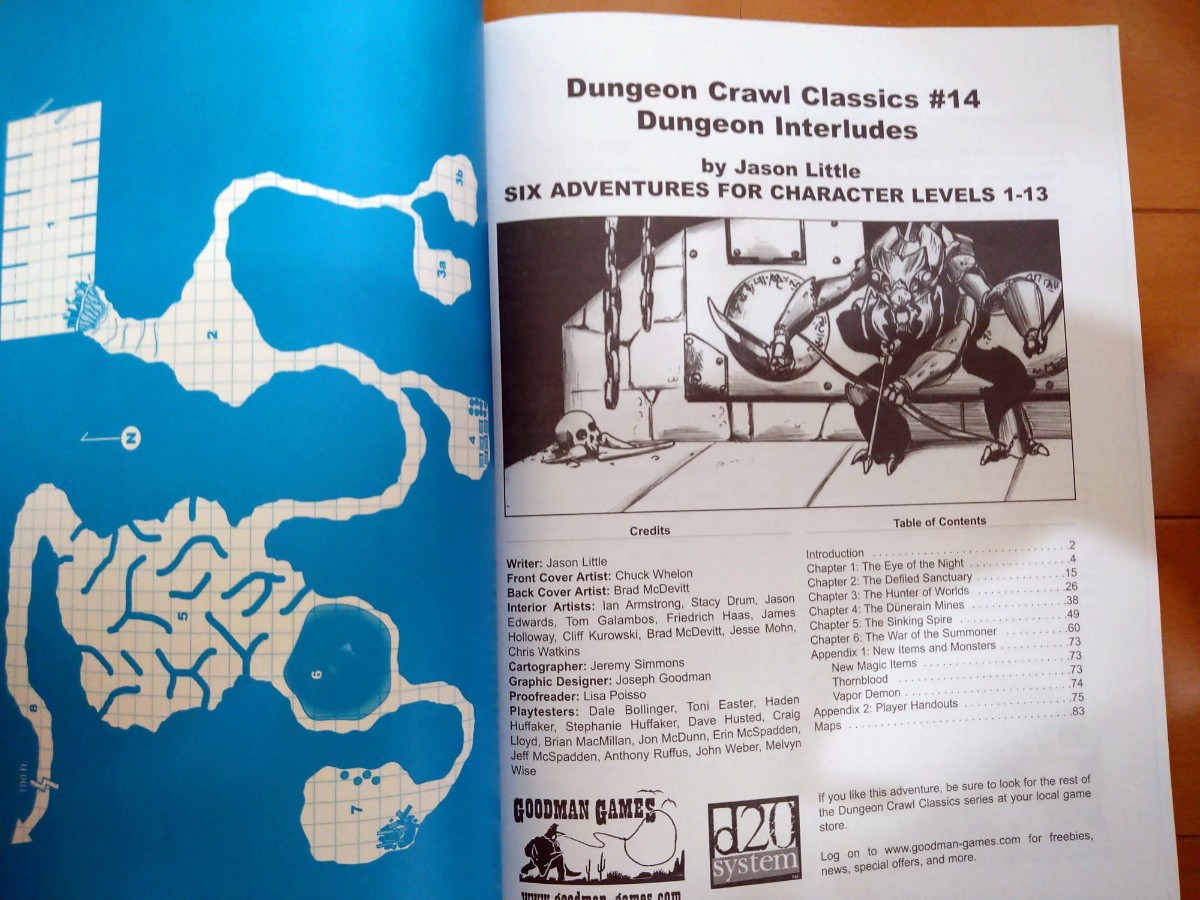 1
2
3b
3a
N
4
5
6
8
100 ft.
7
Dungeon Crawl Classics #14
Dungeon Interludes
by Jason Little
SIX ADVENTURES FOR CHARACTER LEVELS 1-13
Credits
Writer: Jason Little
Front Cover Artist: Chuck Whelon
Back Cover Artist: Brad McDevitt
Interior Artists: Ian Armstrong, Stacy Drum, Jason
Edwards, Tom Galambos, Friedrich Haas, James
Holloway, Cliff Kurowski, Brad McDevitt, Jesse Mohn,
Chris Watkins
Cartographer: Jeremy Simmons
Graphic Designer: Joseph Goodman
Proofreader: Lisa Poisso
Playtesters: Dale Bollinger, Toni Easter, Haden
Huffaker, Stephanie Huffaker, Dave Husted, Craig
Lloyd, Brian MacMillan, Jon McDunn, Erin McSpadden,
Jeff McSpadden, Anthony Ruffus, John Weber, Melvyn
Wise
GOODMAN GAMES
www.goodman-games.com
d20
system
TM
Table of Contents
Introduction . . . . . . . . . . . . . . . . . . . . . . . . . . . . . .2
Chapter 1: The Eye of the Night . . . . . . . . . . . . . . . .4
Chapter 2: The Defiled Sanctuary . . . . . . . . . . . . . .15
Chapter 3: The Hunter of Worlds . . . . . . . . . . . . . .26
Chapter 4: The Dünerain Mines . . . . . . . . . . . . . . .38
Chapter 5: The Sinking Spire . . . . . . . . . . . . . . . . .49
Chapter 6: The War of the Summoner . . . . . . . . . . .60
Appendix 1: New Items and Monsters . . . . . . . . . . .73
New Magic Items . . . . . . . . . . . . . . . . . . . . . .73
Thornblood . . . . . . . . . . . . . . . . . . . . . . . . . .73
Vapor Demon . . . . . . . . . . . . . . . . . . . . . . . . .74
Appendix 2: Player Handouts . . . . . . . . . . . . . . . . .75
Maps . . . . . . . . . . . . . . . . . . . . . . . . . . . . . . . . .83
If you like this adventure, be sure to look for the rest of
the Dungeon Crawl Classics series at your local game
store.
Log on to www.goodman-games.com for freebies,
news, special offers, and more.